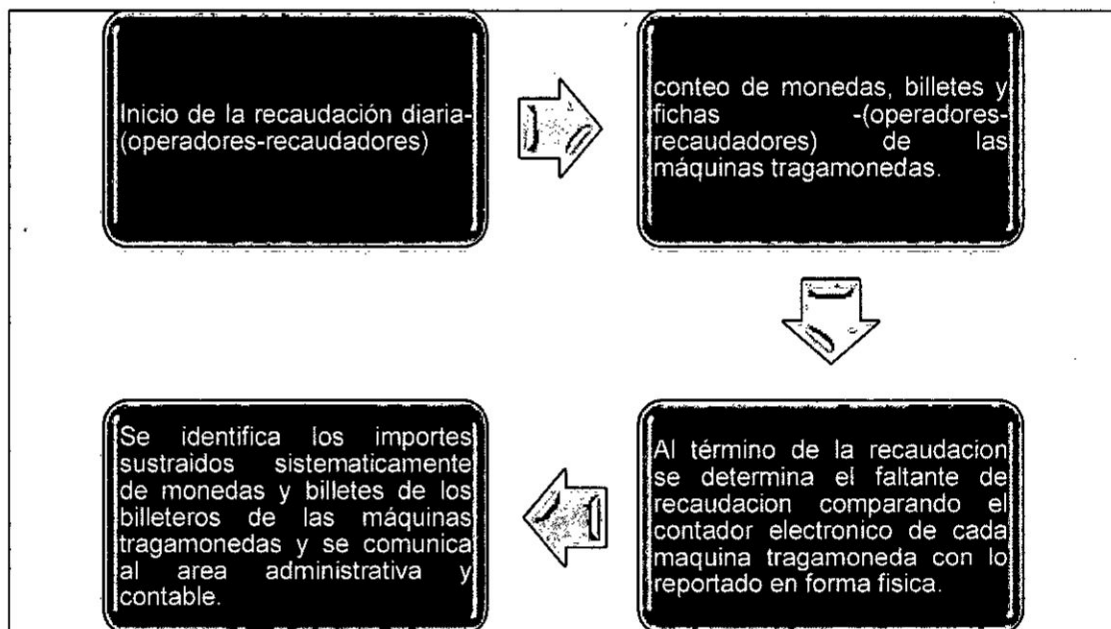 Inicio de la recaudación diaria-
(operadores-recaudadores)
conteo de monedas, billetes y
fichas -(operadores-
recaudadores) de las
máquinas tragamonedas.
Al término de la recaudacion
se determina el faltante de
recaudacion comparando el
contador electronico de cada
maquina tragamoneda con lo
reportado en forma fisica.
Se identifica los importes
sustraidos sistematicamente
de monedas y billetes de los
billeteros de las máquinas
tragamonedas y se comunica
al area administrativa y
contable.